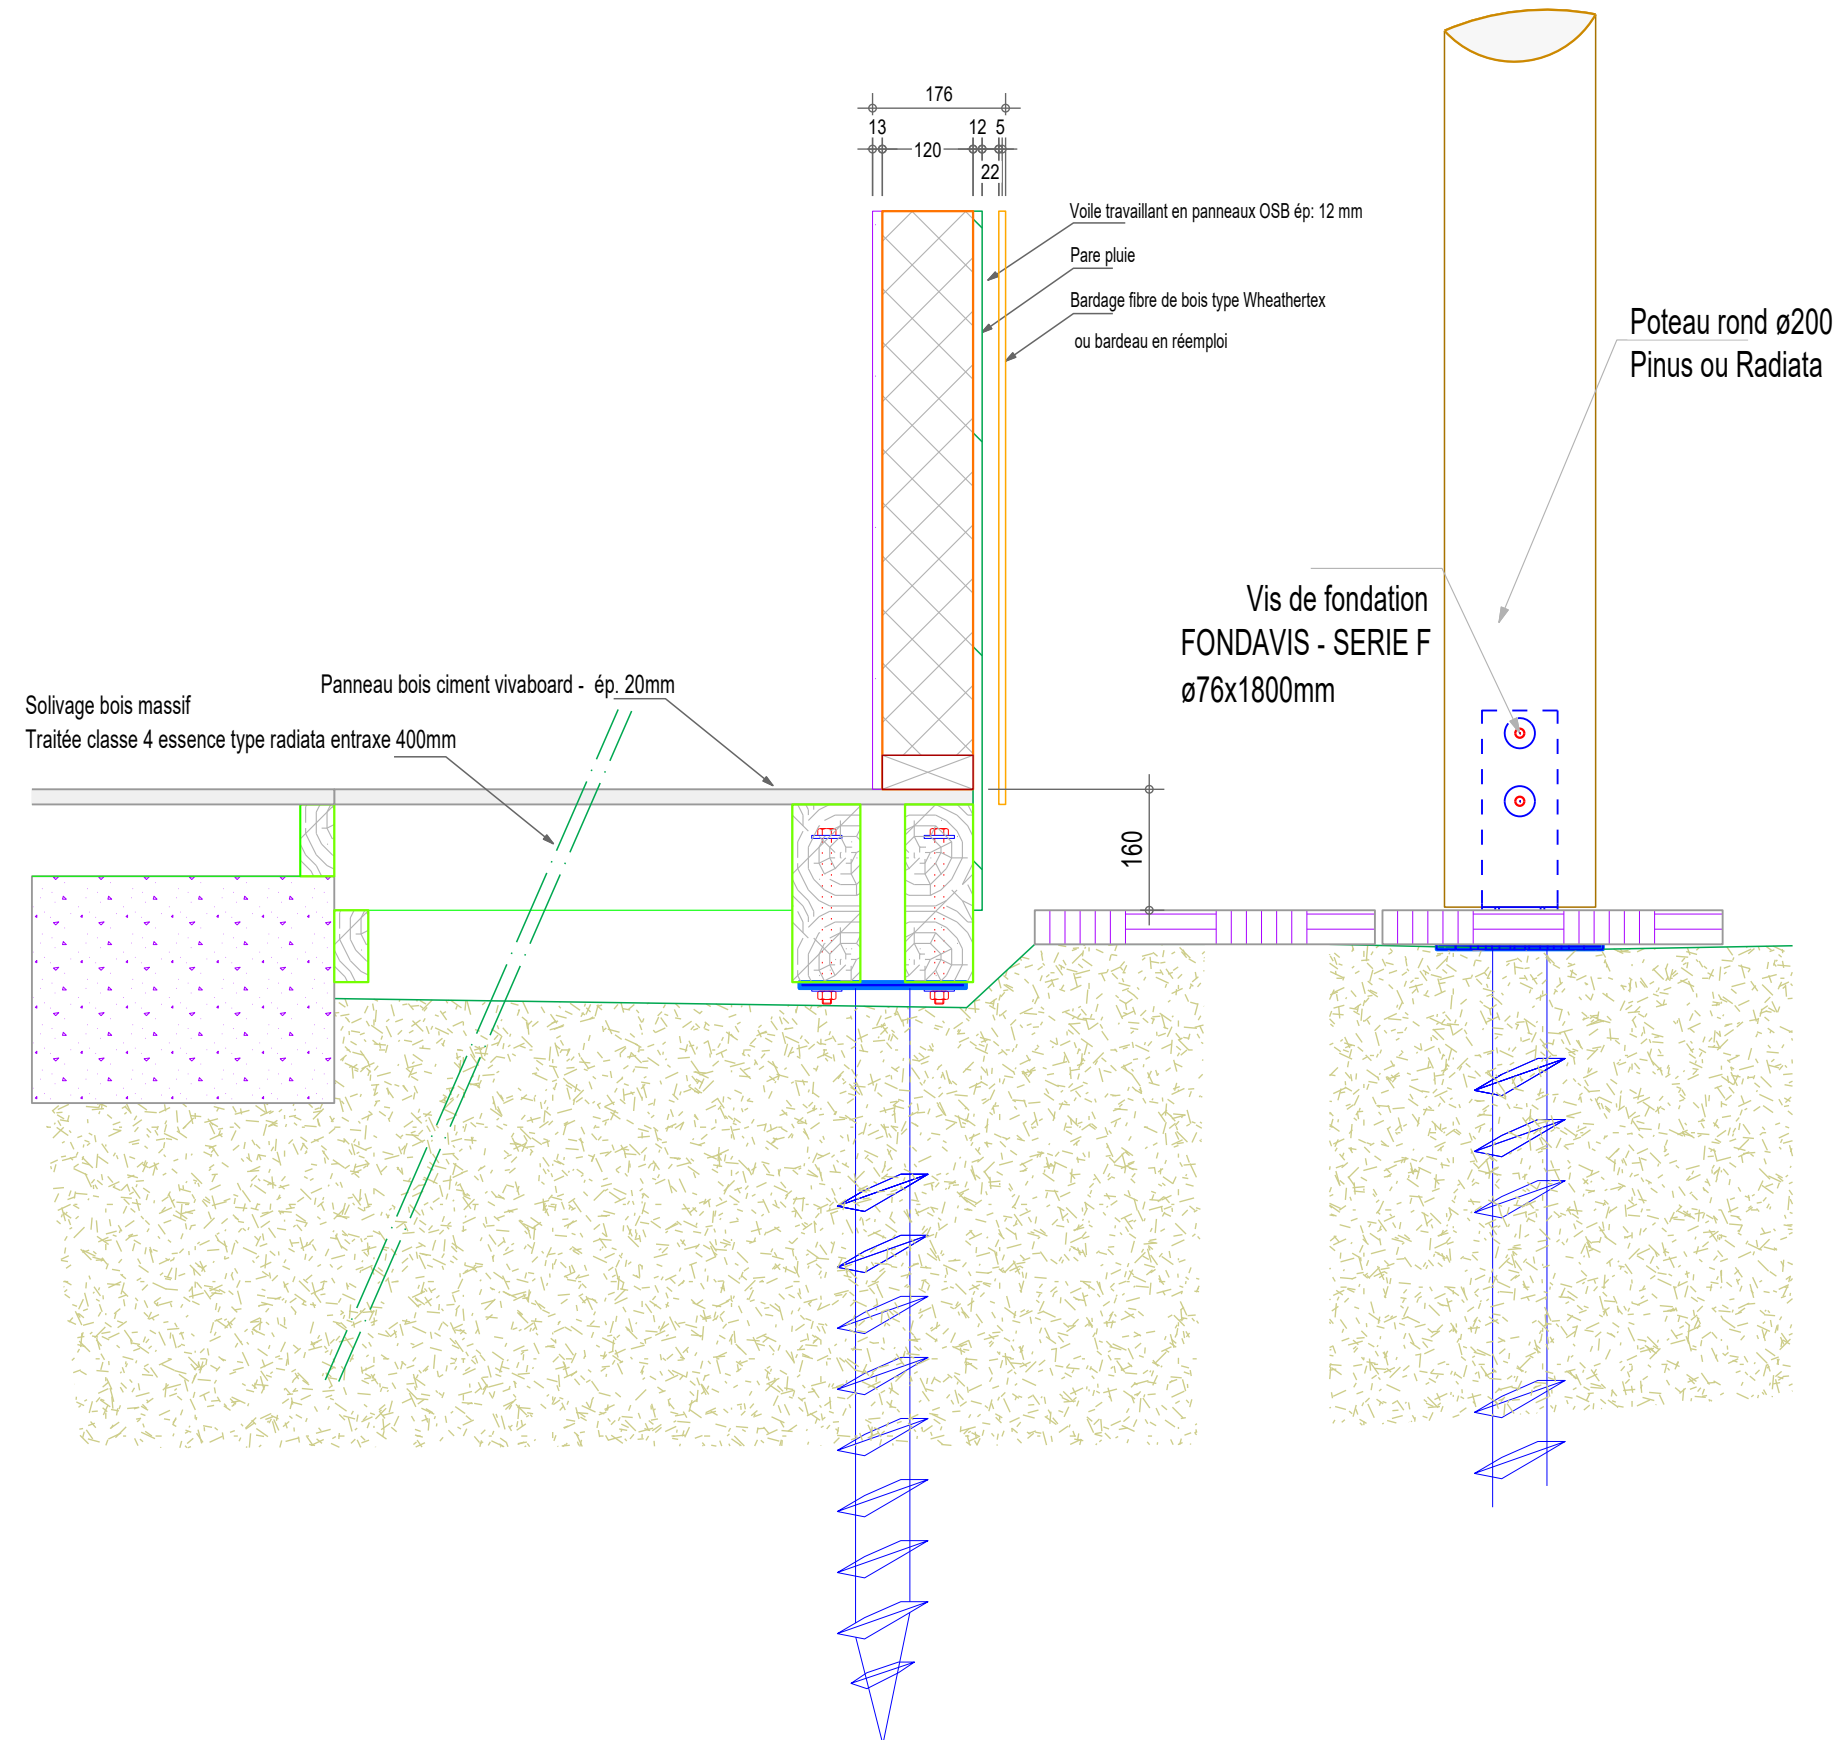 176
13
12
5
120
22
Voile travaillant en panneaux OSB ép: 12 mm
Pare pluie
Bardage fibre de bois type Wheathertex
ou bardeau en réemploi
Poteau rond ø200
Pinus ou Radiata
Vis de fondation
FONDAVIS - SERIE F
ø76x1800mm
Panneau bois ciment vivaboard - ép. 20mm
Solivage bois massif
Traitée classe 4 essence type radiata entraxe 400mm
160